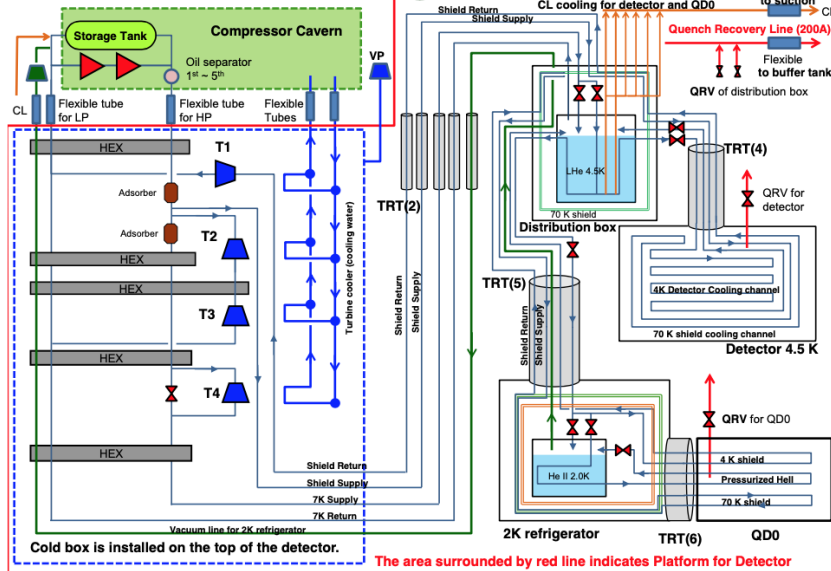 Shield Return
Shield Supply
CL cooling for detector and QD0
to suction
CL
Quench Recovery Line (200A)
Flexible
to buffer tank
QRV of distribution box
Storage Tank
Compressor Cavern
Oil separator
1st ~ 5th
VP
CL
Flexible tube
for LP
Flexible tube
for HP
Flexible
Tubes
HEX
T1
Adsorber
Adsorber
T2
HEX
HEX
T3
HEX
T4
HEX
Turbine cooler (cooling water)
TRT(2)
Shield Return
Shield Supply
LHe 4.5K
70 K shield
Distribution box
TRT(4)
QRV for
detector
4K Detector Cooling channel
70 K shield cooling channel
Detector 4.5 K
TRT(5)
Shield Return
Shield Supply
QRV for QD0
He II 2.0K
4 K shield
Pressurized HeII
70 K shield
2K refrigerator
TRT(6)
QD0
Shield Return
Shield Supply
7K Supply
7K Return
Vacuum line for 2K refrigerator
Cold box is installed on the top of the detector.
The area surrounded by red line indicates Platform for Detector